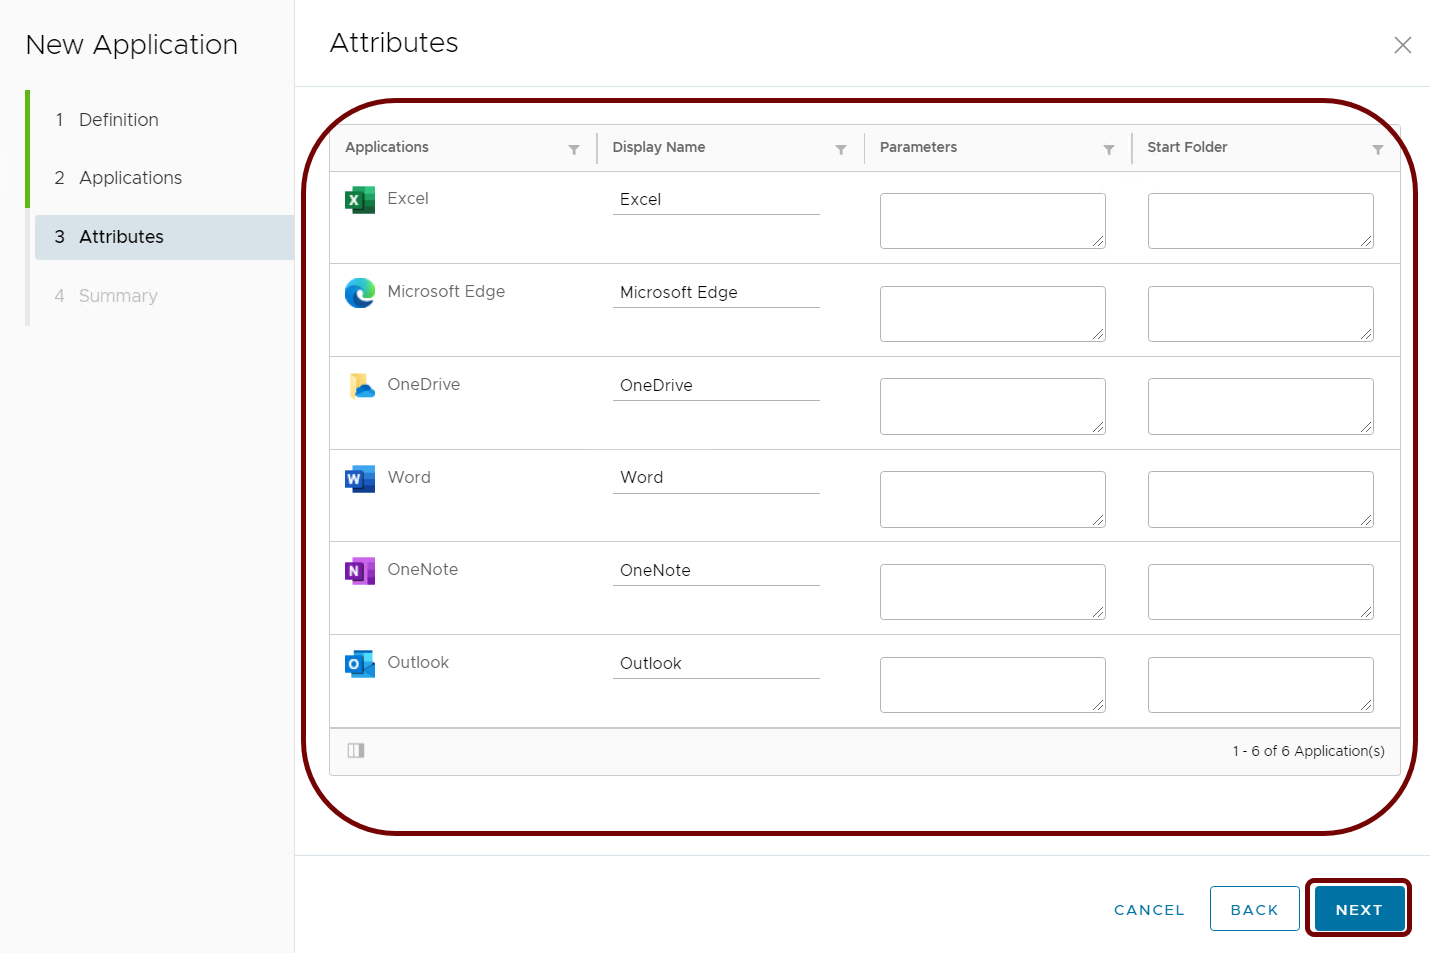 New Application
1 Definition
2 Applications
3 Attributes
4 Summary
Attributes
Applications Display Name Parameters Start Folder
Excel Excel
Microsoft Edge Microsoft Edge
OneDrive OneDrive
Word Word
OneNote OneNote
Outlook Outlook
1 - 6 of 6 Application(s)
CANCEL BACK NEXT